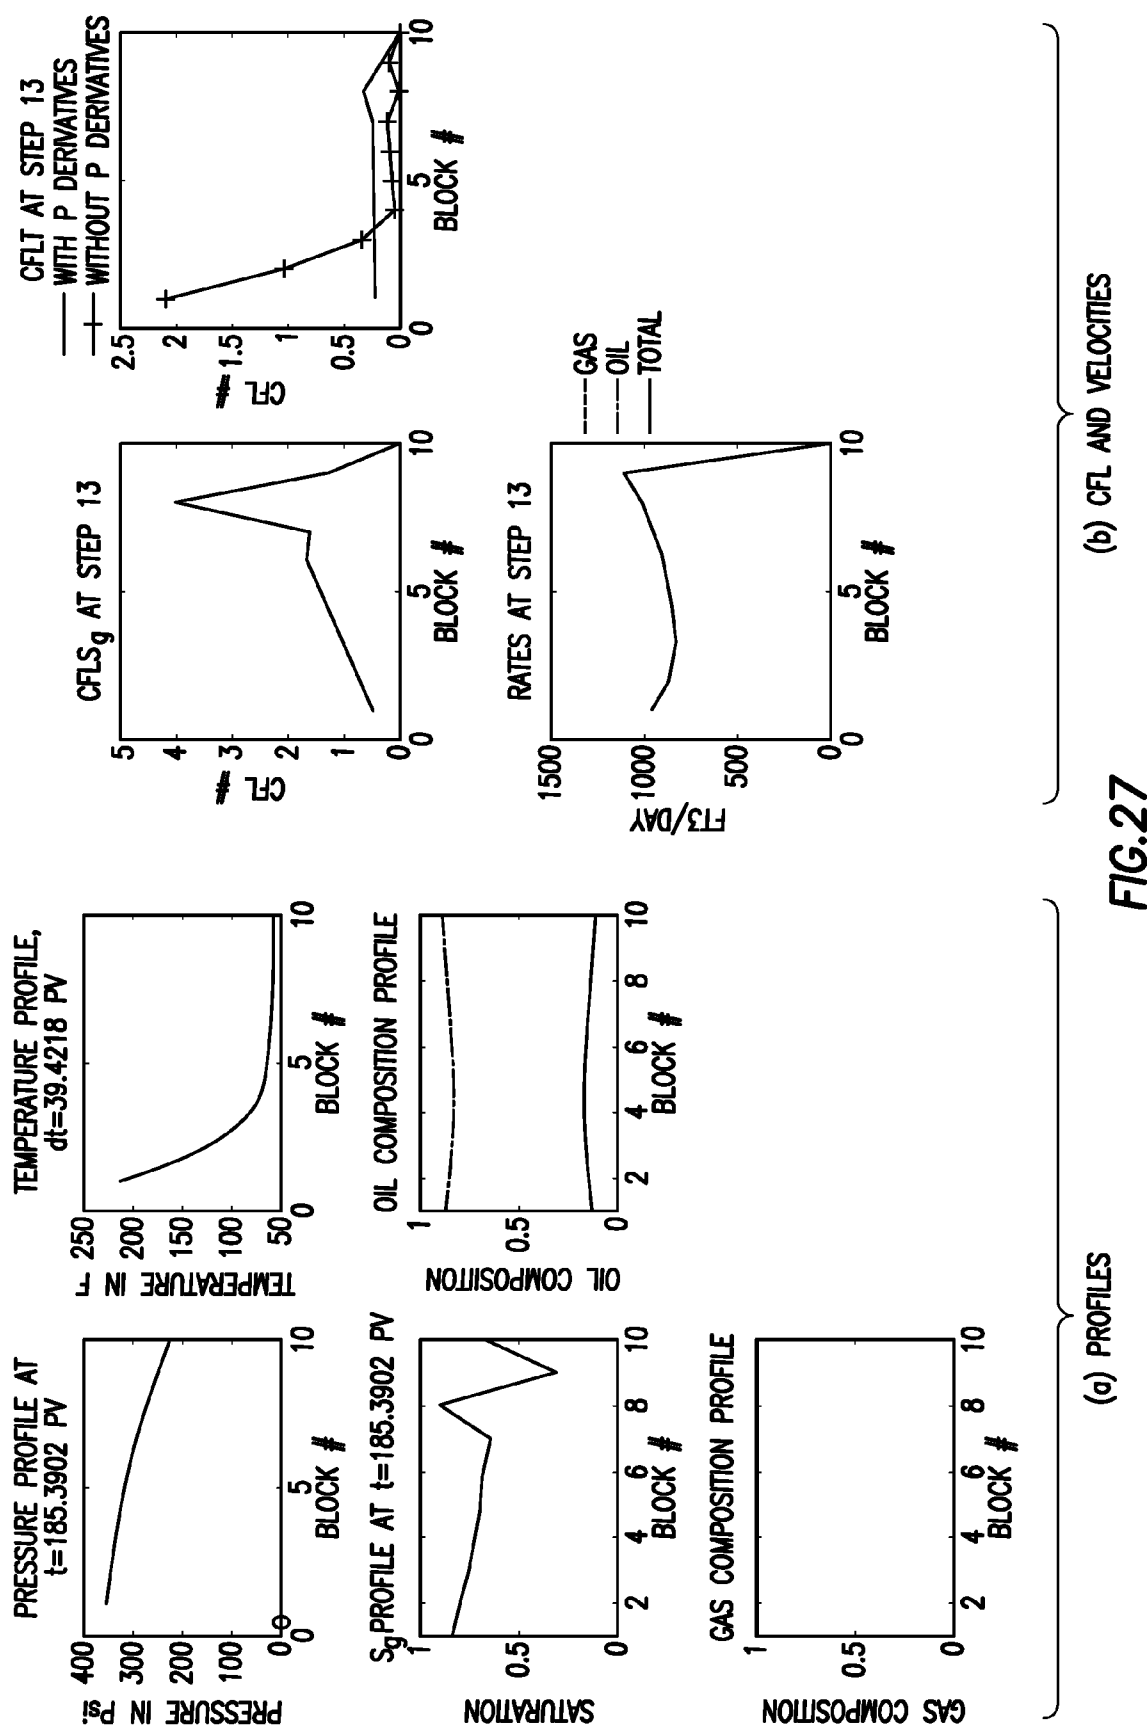 PRESSURE PROFILE AT
t=185.3902 PV
400
300
200
100
0
PRESSURE IN Psi
0
5
10
BLOCK #
TEMPERATURE PROFILE,
dt=39.4218 PV
250
200
150
100
50
TEMPERATURE IN F
0
5
10
BLOCK #
SgPROFILE AT t=185.3902 PV
1
0.5
0
SATURATION
2
4
6
8
10
BLOCK #
OIL COMPOSITION PROFILE
1
0.5
0
OIL COMPOSITION
2
4
6
8
10
BLOCK #
GAS COMPOSITION PROFILE
1
0.5
0
GAS COMPOSITION
2
4
6
8
10
BLOCK #
(a) PROFILES
CFLSg AT STEP 13
5
4
3
2
1
0
CFL
#
0
5
10
BLOCK #
CFLT AT STEP 13
WITH P DERIVATIVES
WITHOUT P DERIVATIVES
2.5
2
1.5
1
0.5
0
CFL
#
0
5
10
BLOCK #
RATES AT STEP 13
1500
1000
500
0
FT3/DAY
0
5
10
BLOCK #
GAS
OIL
TOTAL
(b) CFL AND VELOCITIES
FIG.27